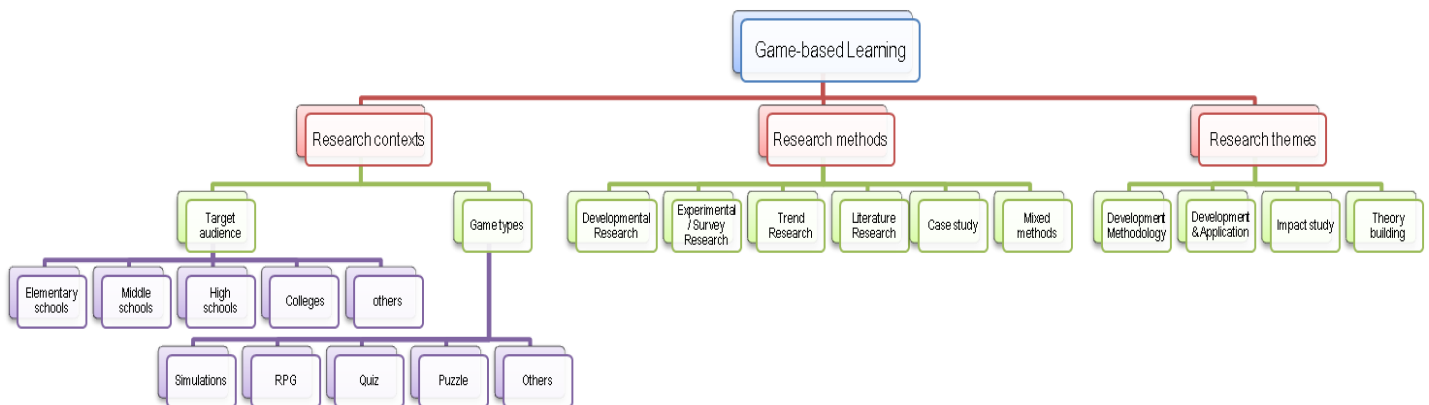 Game-based Learning
Research contexts
Research methods
Research themes
Target
audience
Game types
Developmental
Research
Experimental
/ Survey
Research
Trend
Research
Literature
Research
Case study
Mixed
methods
Development
Methodology
Development
& Application
Impact study
Theory
building
Elementary
schools
Middle
schools
High
schools
Colleges
others
Simulations
RPG
Quiz
Puzzle
Others